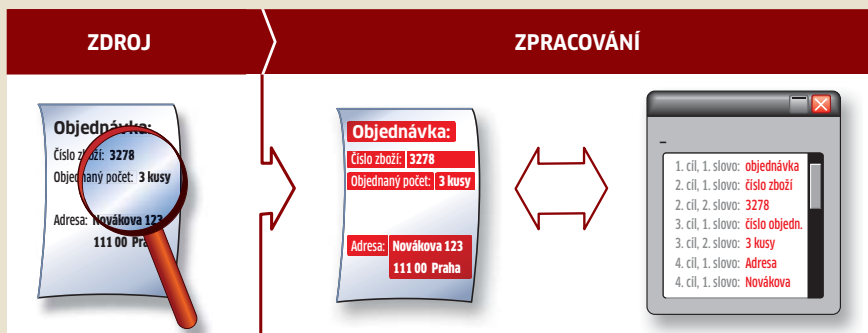 ZDROJ
ZPRACOVÁNÍ
Objednávka:
Číslo zboží: 3278
Objednaný počet: 3 kusy
Adresa: Novákova 123
111 00 Praha
Objednávka:
Číslo zboží: 3278
Objednaný počet: 3 kusy
Adresa: Novákova 123
111 00 Praha
1. cíl, 1. slovo: objednávka
2. cíl, 1. slovo: číslo zboží
2. cíl, 2. slovo: 3278
3. cíl, 1. slovo: číslo objedn.
3. cíl, 2. slovo: 3 kusy
4. cíl, 1. slovo: Adresa
4. cíl, 1. slovo: Novákova